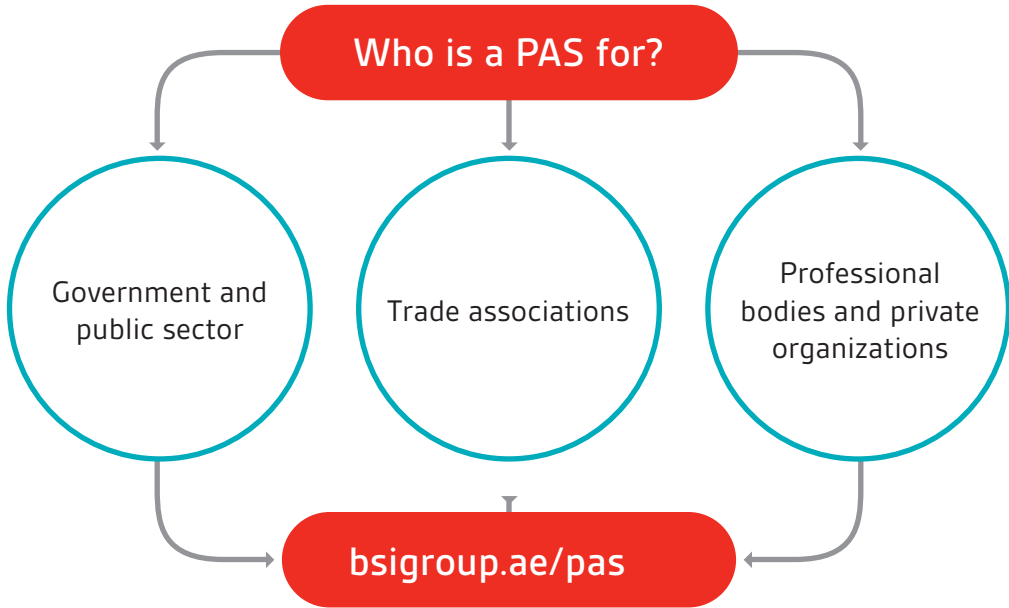 Who is a PAS for?
Government and
public sector
Trade associations
Professional
bodies and private
organizations
bsigroup.ae/pas